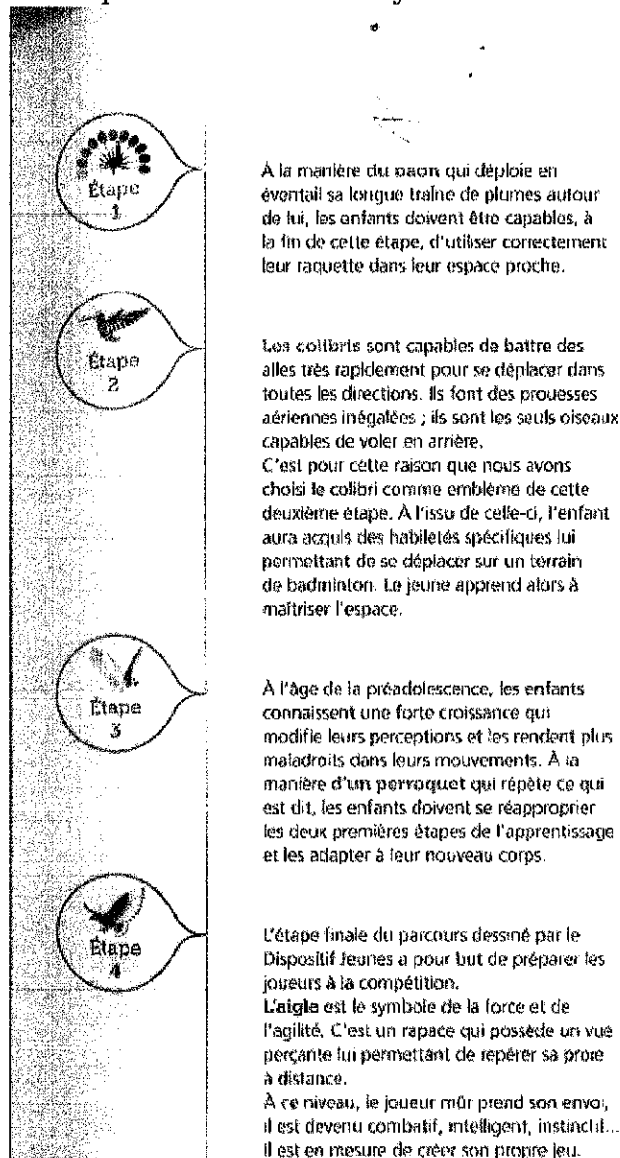 Étape
1
À la manière du paon qui déploie en
éventail sa longue traîne de plumes autour
de lui, les enfants doivent être capables, à
la fin de cette étape, d'utiliser correctement
leur raquette dans leur espace proche.
Étape
2
Les colibris sont capables de battre des
ailes très rapidement pour se déplacer dans
toutes les directions. Ils font des prouesses
aériennes inégalées ; ils sont les seuls oiseaux
capables de voler en arrière.
C'est pour cette raison que nous avons
choisi le colibri comme emblème de cette
deuxième étape. À l'issu de celle-ci, l'enfant
aura acquis des habiletés spécifiques lui
permettant de se déplacer sur un terrain
de badminton. Le jeune apprend alors à
maîtriser l'espace.
Étape
3
À l'âge de la préadolescence, les enfants
connaissent une forte croissance qui
modifie leurs perceptions et les rendent plus
maladroits dans leurs mouvements. À la
manière d'un perroquet qui répète ce qui
est dit, les enfants doivent se réapproprier
les deux premières étapes de l'apprentissage
et les adapter à leur nouveau corps.
Étape
4
L'étape finale du parcours dessiné par le
Dispositif Jeunes a pour but de préparer les
joueurs à la compétition.
L'aigle est le symbole de la force et de
l'agilité. C'est un rapace qui possède un vue
perçante lui permettant de repérer sa proie
à distance.
À ce niveau, le joueur mûr prend son envoi,
il est devenu combatif, intelligent, instinctif...
Il est en mesure de créer son propre jeu.